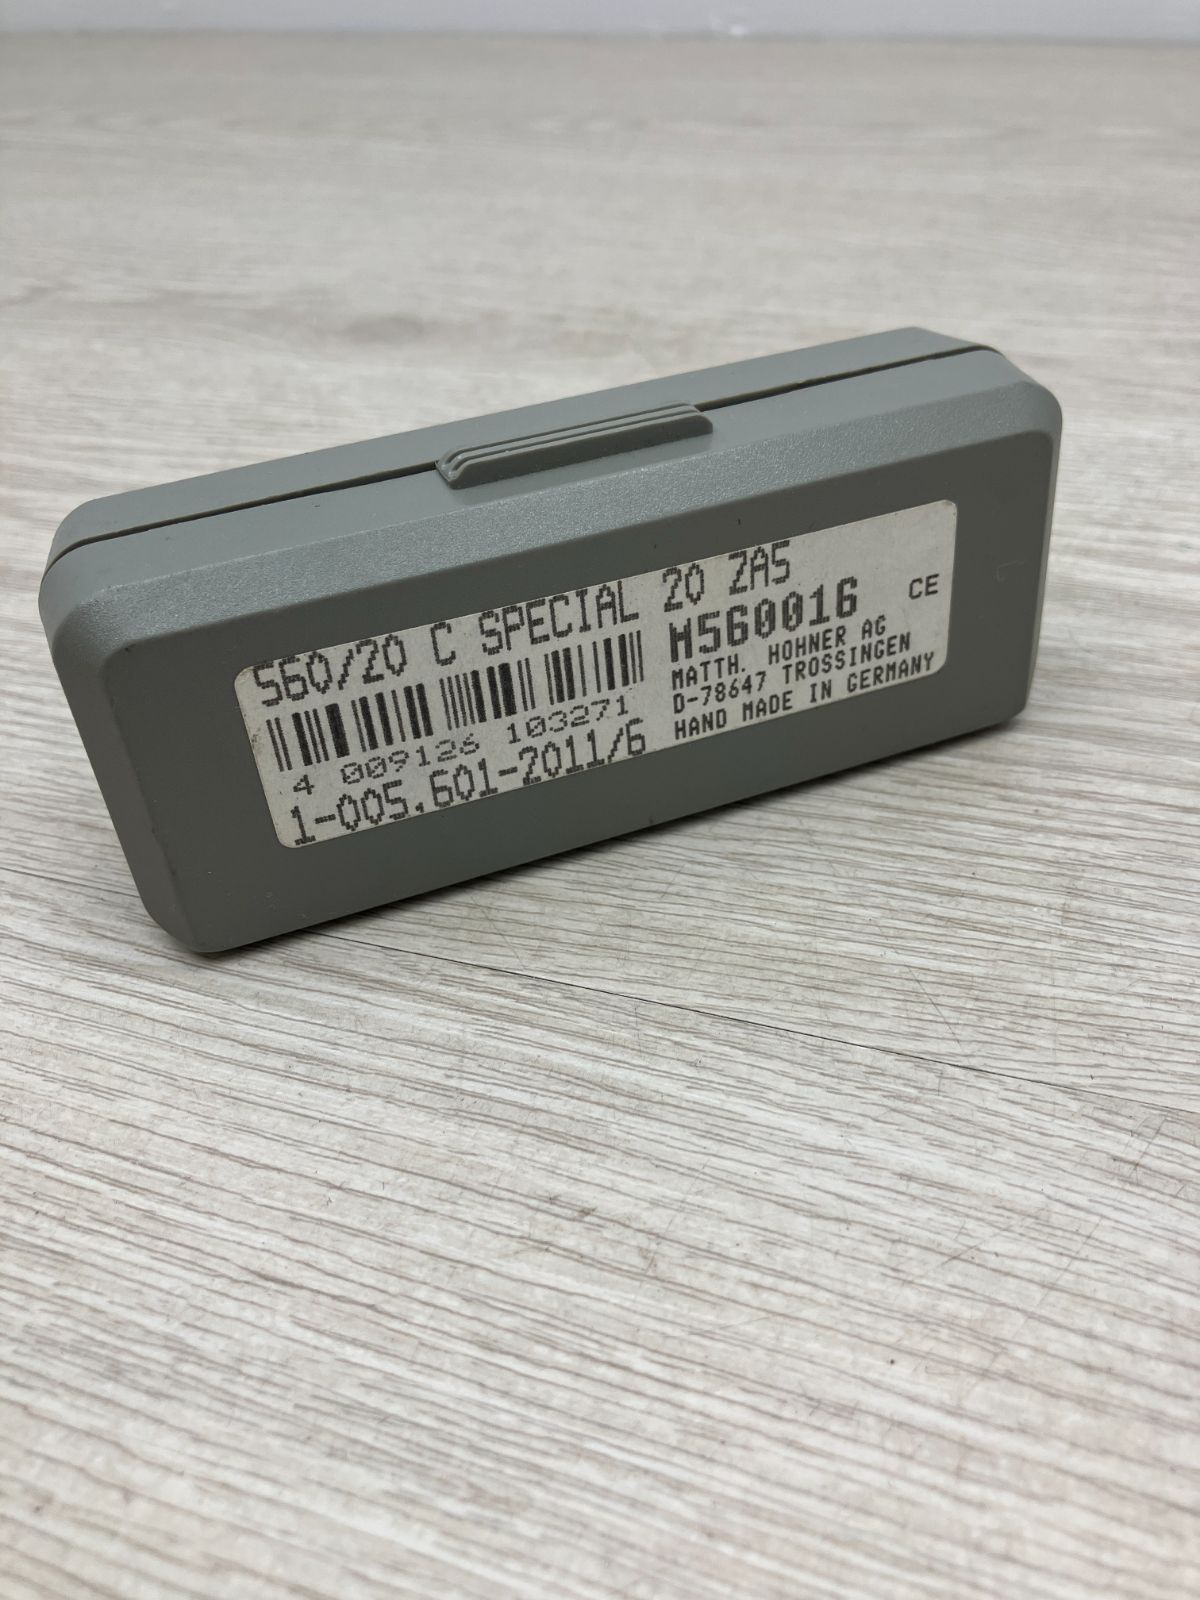 560/20 C SPECIAL 20 ZAS
H560016
CE
4 009126 103271
1-005.601-2011/6
MATTH. HOHNER AG
D-78647 TROSSINGEN
HAND MADE IN GERMANY